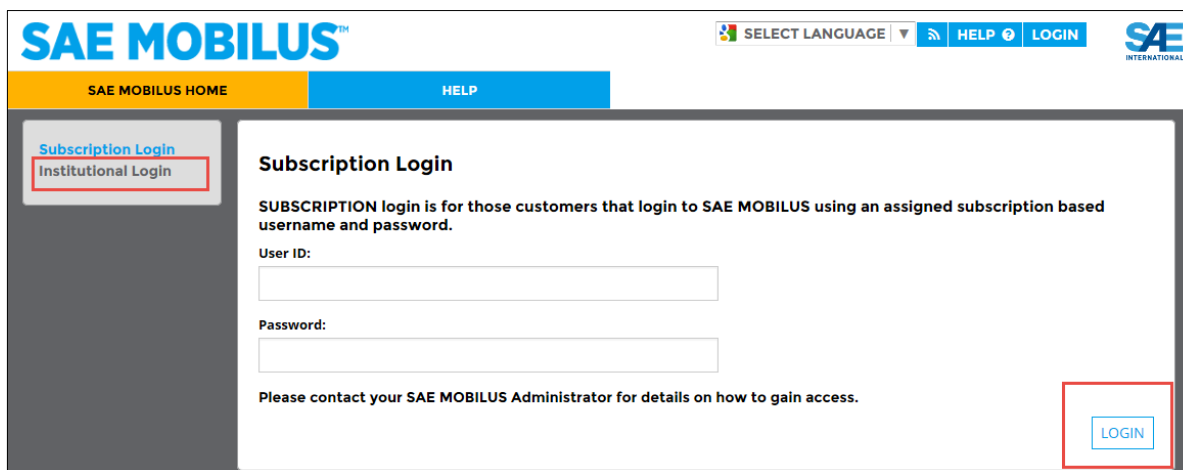 SAE MOBILUS™
SELECT LANGUAGE ▼ HELP ? LOGIN
SAE
INTERNATIONAL
SAE MOBILUS HOME HELP
Subscription Login
Institutional Login
Subscription Login
SUBSCRIPTION login is for those customers that login to SAE MOBILUS using an assigned subscription based
username and password.
User ID:
Password:
Please contact your SAE MOBILUS Administrator for details on how to gain access.
LOGIN